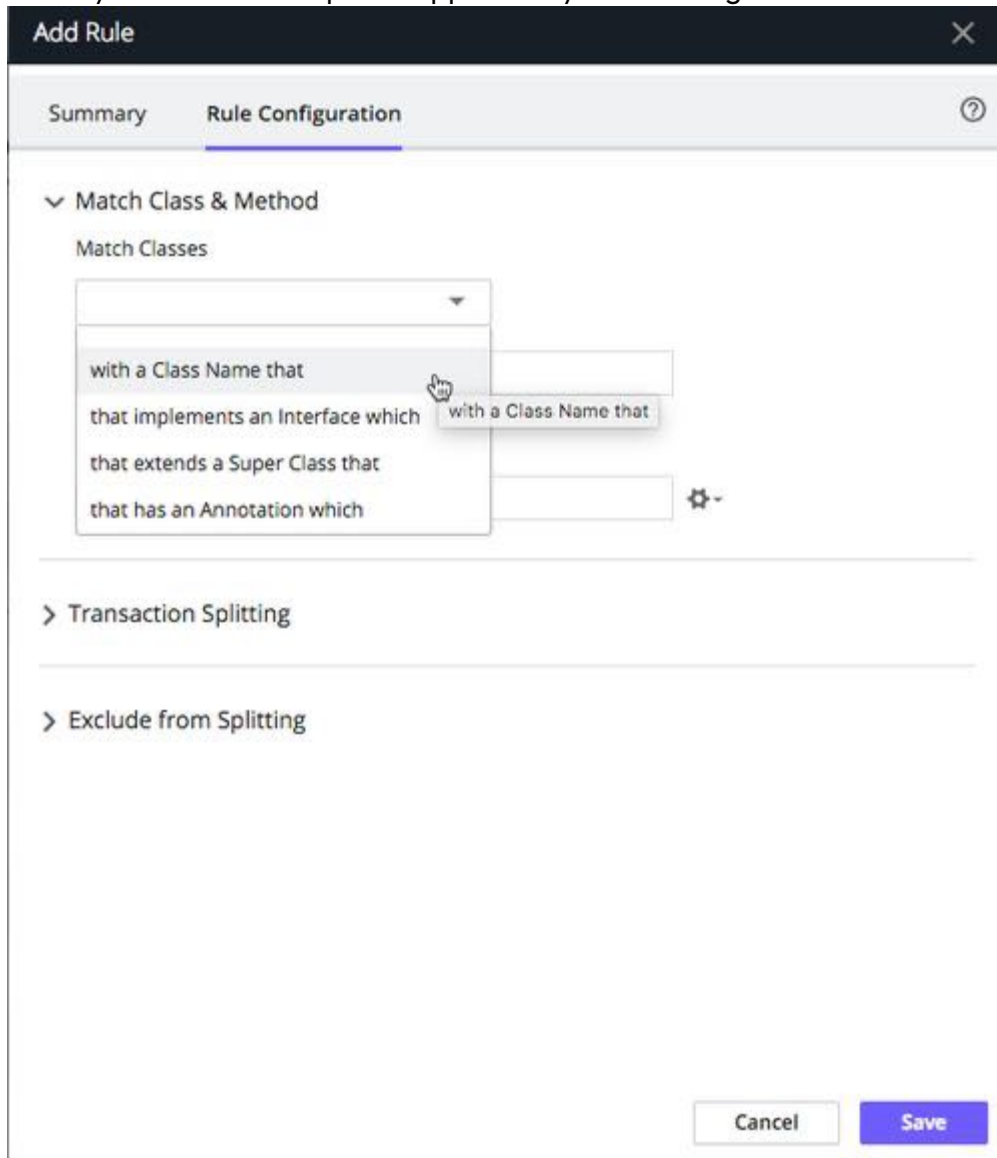 Add Rule
Summary Rule Configuration
Match Class & Method
Match Classes
with a Class Name that
with a Class Name that
that implements an Interface which
that extends a Super Class that
that has an Annotation which
Transaction Splitting
Exclude from Splitting
Cancel Save